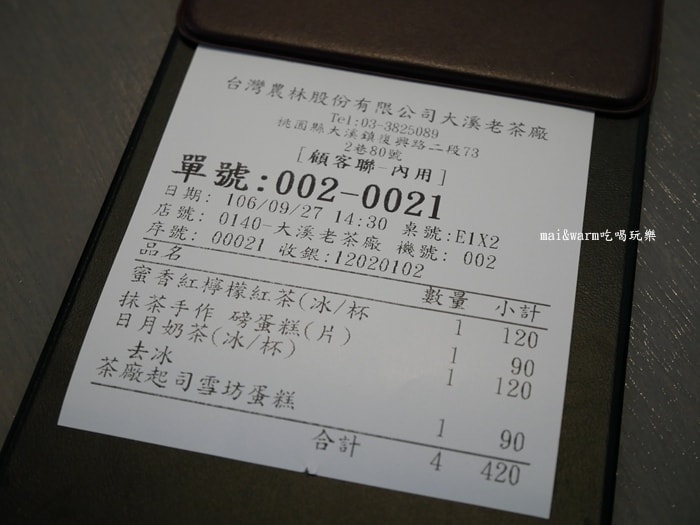 台灣農林股份有限公司大溪老茶廠
Tel:03-3825089
桃園縣大溪鎮復興路二段73
2巷80號
[顧客聯-內用]
單號:002-0021
日期: 106/09/27 14:30 桌號:E1X2
店號: 0140-大溪老茶廠 機號: 002
序號: 00021 收銀:12020102
品名 數量 小計
蜜香紅檸檬紅茶(冰/杯 1 120
抹茶手作 磅蛋糕(片) 1 90
日月奶茶(冰/杯) 1 120
去冰
茶廠起司雪坊蛋糕 1 90
合計 4 420
mai&warm吃喝玩樂